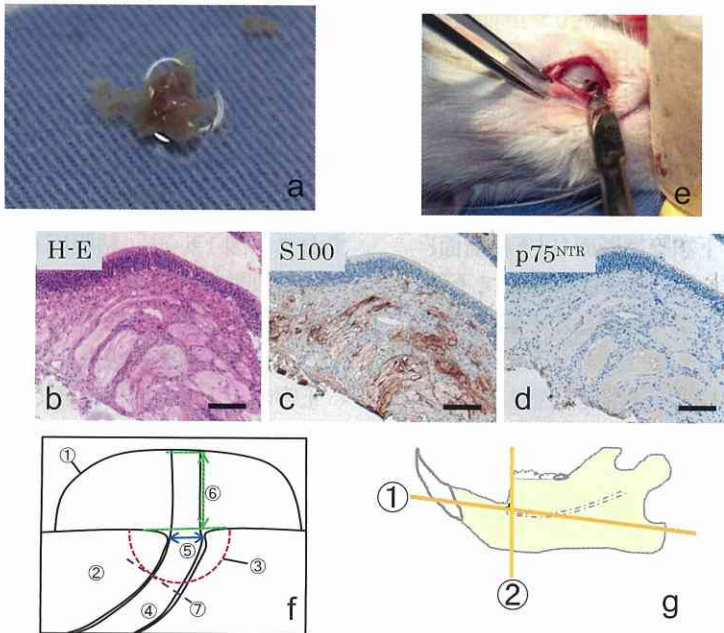 a
e
H-E
S100
p75NTR
b
c
d
①
⑥
⑤
③
②
④
⑦
f
①
②
g